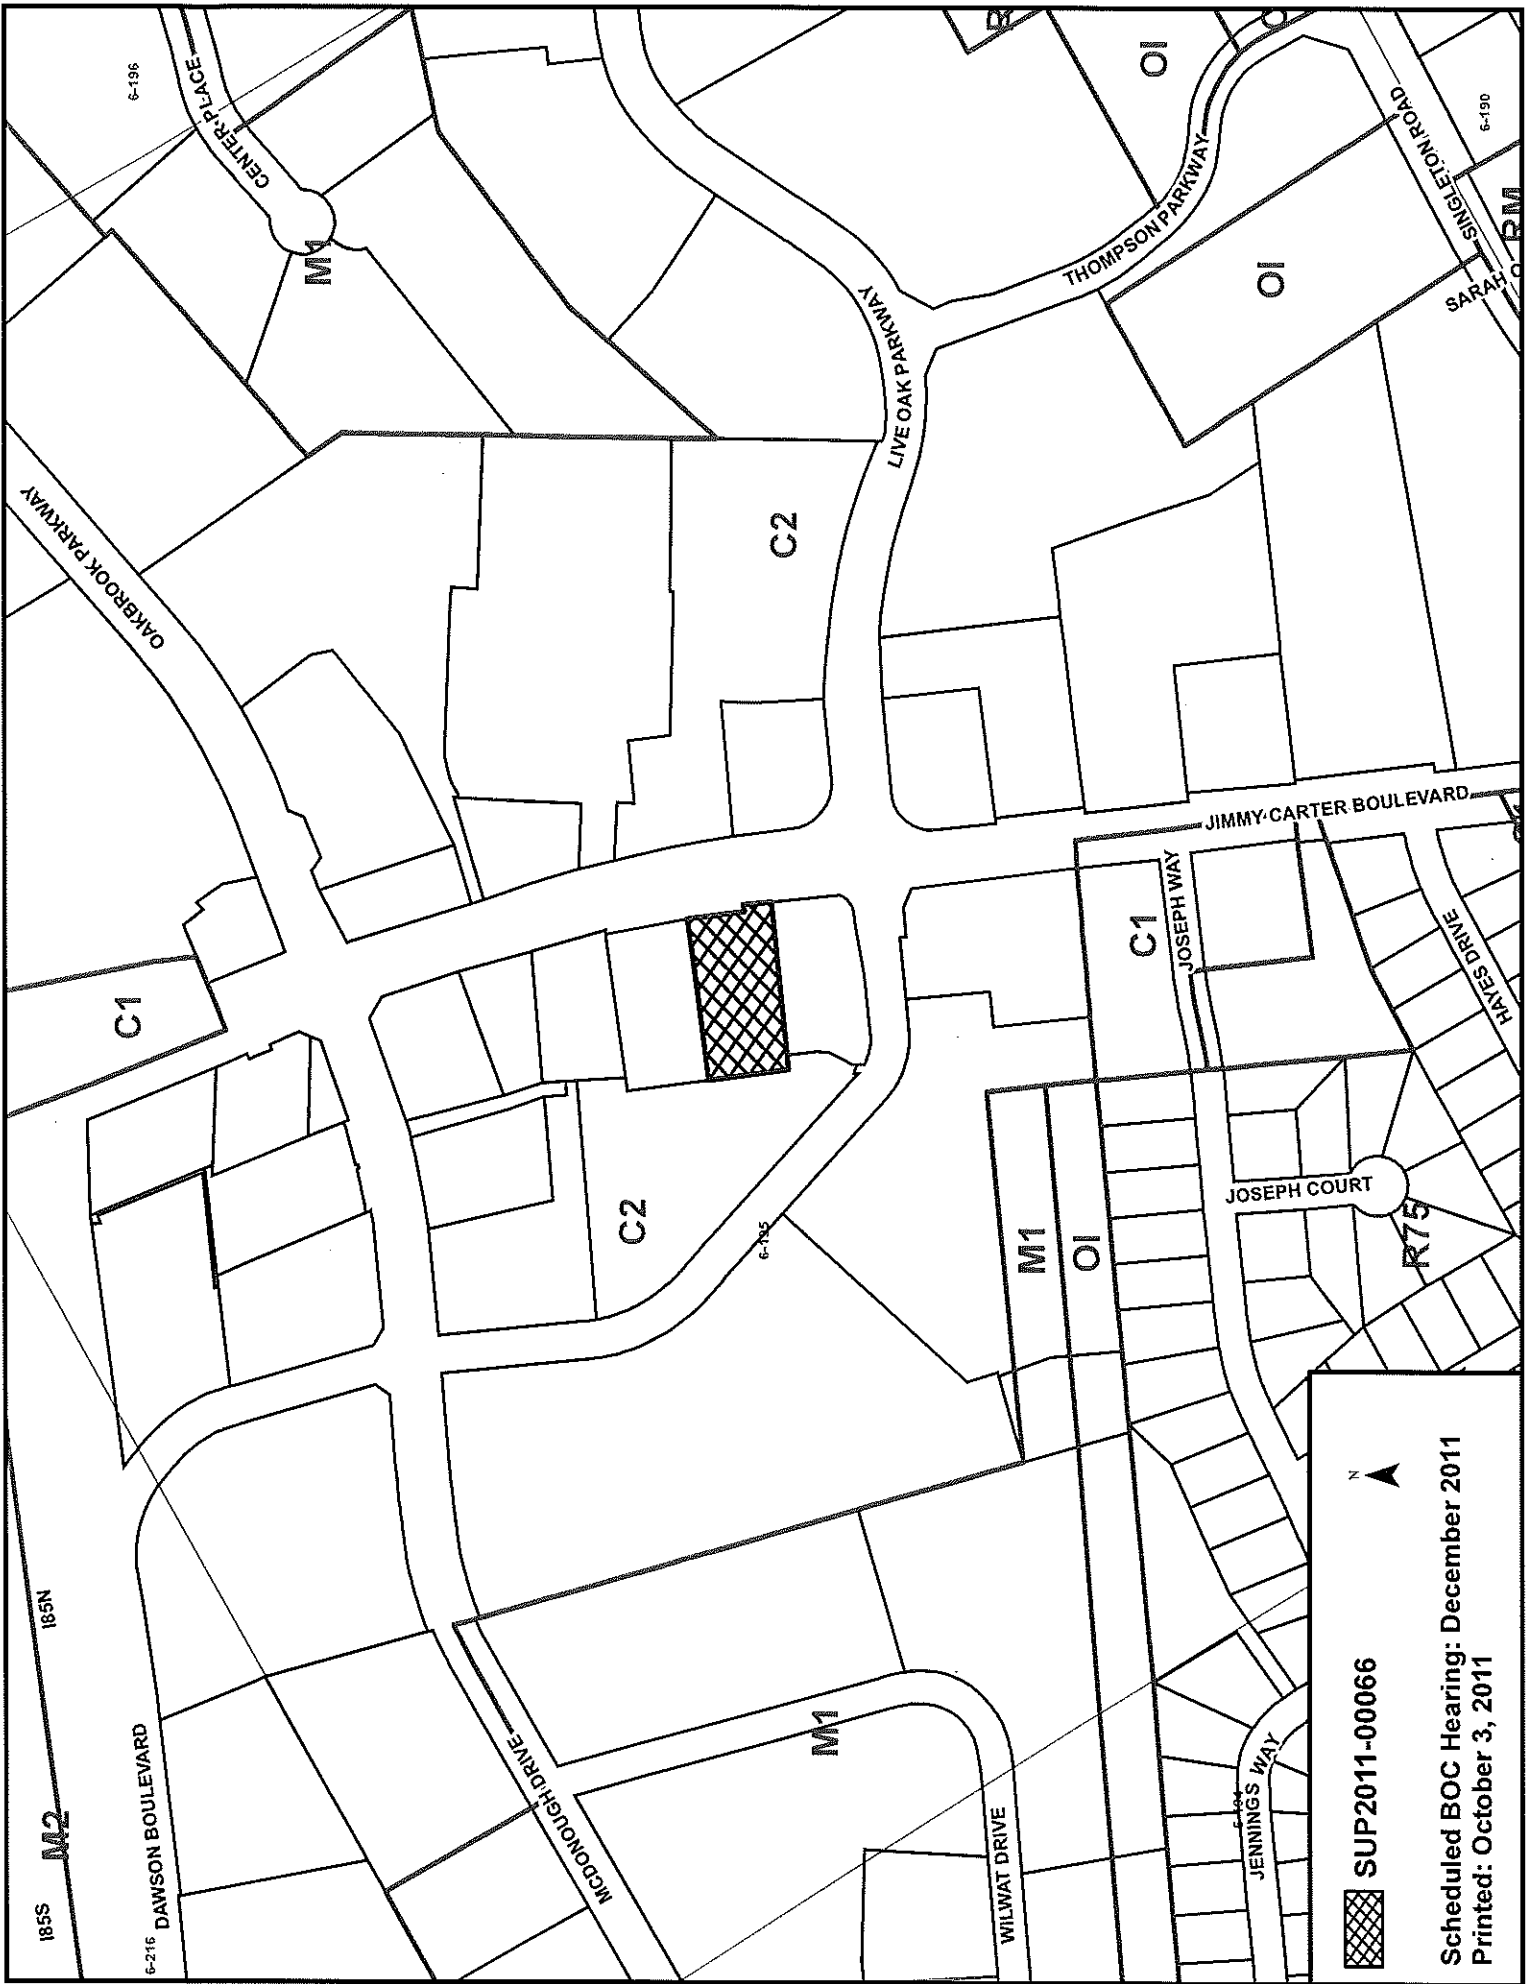 I85S
M2
I85N
6-216
DAWSON BOULEVARD
C1
OAKBROOK PARKWAY
6-196
CENTER PLACE
M1
MCDONOUGH DRIVE
C2
6-195
C2
LIVE OAK PARKWAY
THOMPSON PARKWAY
OI
OI
SINGLETON ROAD
6-190
RM
M1
WILWAT DRIVE
M1
OI
C1
JOSEPH WAY
JIMMY CARTER BOULEVARD
HAYES DRIVE
JOSEPH COURT
R75
JENNINGS WAY
SARAH
N
SUP2011-00066
Scheduled BOC Hearing: December 2011
Printed: October 3, 2011